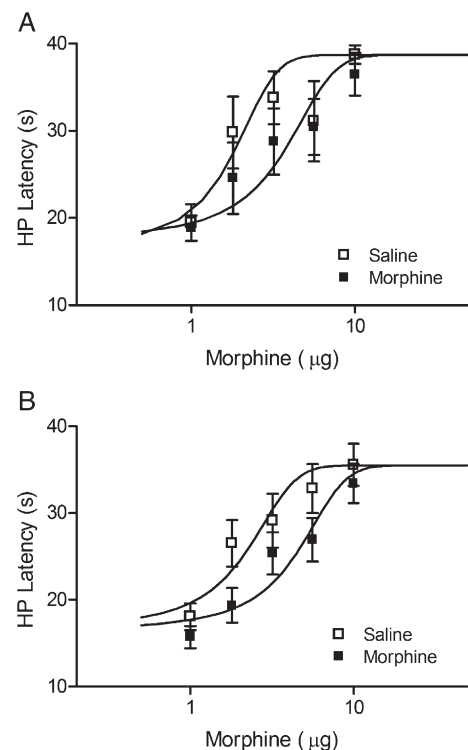 A
40
30
20
10
HP Latency (s)
Saline
Morphine
1
10
Morphine ( μg)
B
40
30
20
10
HP Latency (s)
Saline
Morphine
1
10
Morphine ( μg)